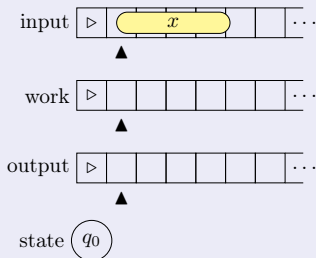 input ▷ x ⋯
work ▷ ⋯
output ▷ ⋯
state q₀